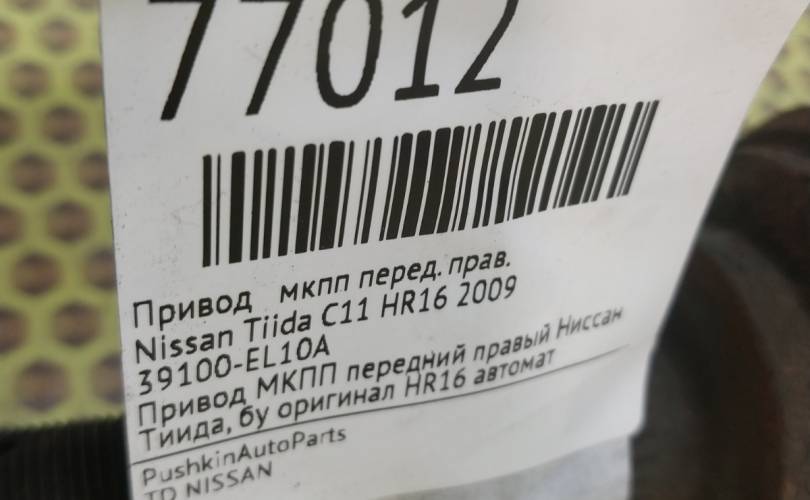 77012
Привод мкпп перед. прав.
Nissan Tiida C11 HR16 2009
39100-EL10A
Привод МКПП передний правый Ниссан
Тиида, бу оригинал HR16 автомат
PushkinAutoParts
TD NISSAN